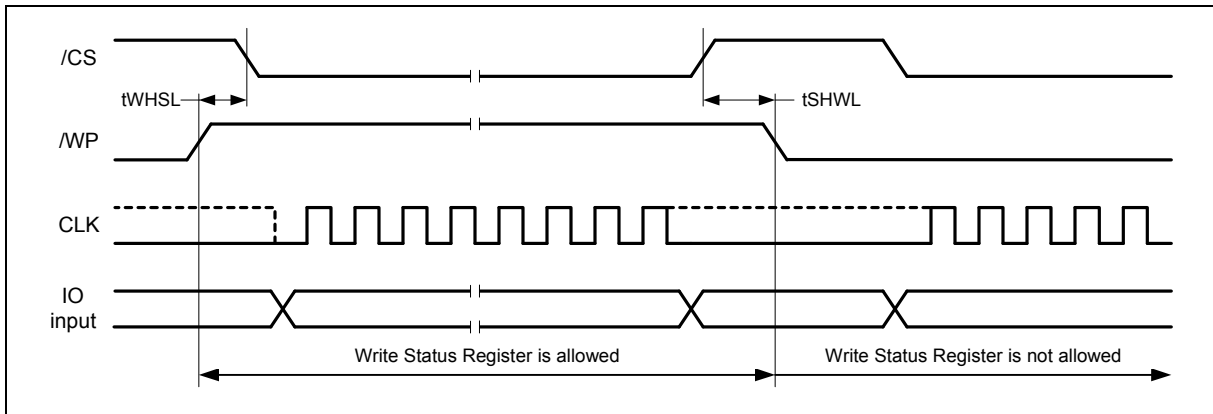 /CS
tWHSL
tSHWL
/WP
CLK
IO
input
Write Status Register is allowed
Write Status Register is not allowed